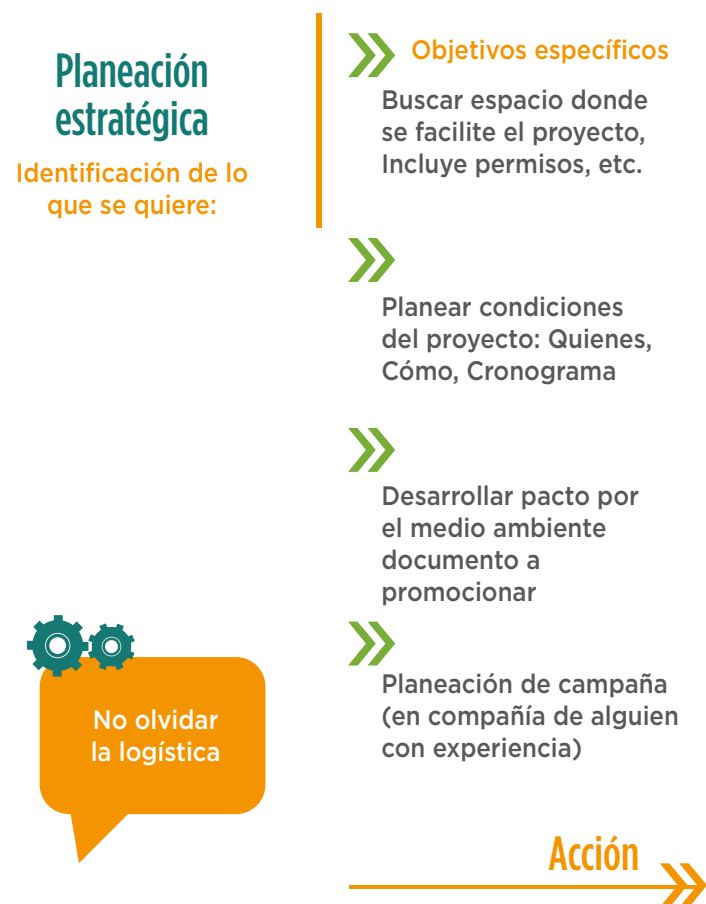 Planeación
estratégica
Identificación de lo
que se quiere:
Objetivos específicos
Buscar espacio donde
se facilite el proyecto,
Incluye permisos, etc.
Planear condiciones
del proyecto: Quienes,
Cómo, Cronograma
Desarrollar pacto por
el medio ambiente
documento a
promocionar
Planeación de campaña
(en compañía de alguien
con experiencia)
No olvidar
la logística
Acción